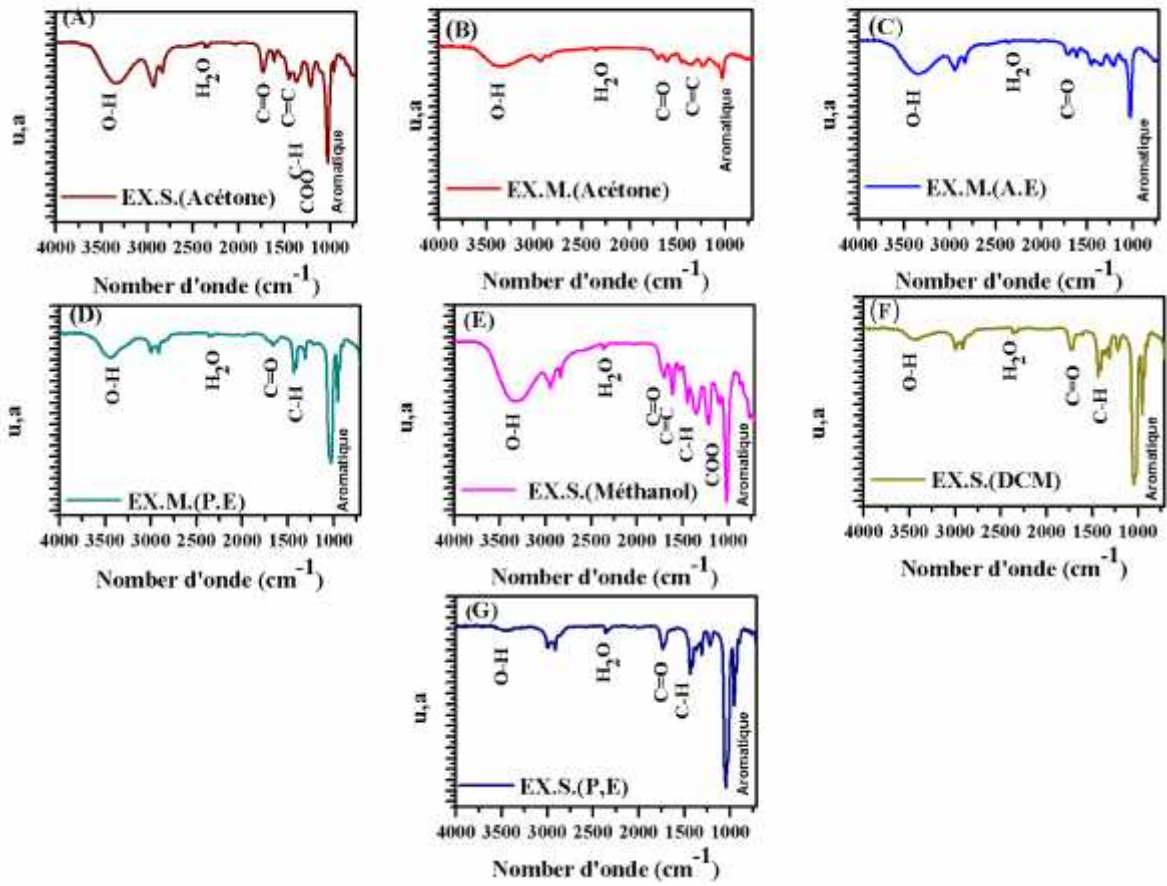 (A)
u,a
O-H
H2O
C=O
C=C
C-H
COO
Aromatique
EX.S.(Acétone)
4000 3500 3000 2500 2000 1500 1000
Nomber d'onde (cm-1)
(B)
u,a
O-H
H2O
C=O
C=C
Aromatique
EX.M.(Acétone)
4000 3500 3000 2500 2000 1500 1000
Nomber d'onde (cm-1)
(C)
u,a
O-H
H2O
C=O
Aromatique
EX.M.(A.E)
4000 3500 3000 2500 2000 1500 1000
Nomber d'onde (cm-1)
(D)
u,a
O-H
H2O
C=O
C-H
Aromatique
EX.M.(P.E)
4000 3500 3000 2500 2000 1500 1000
Nomber d'onde (cm-1)
(E)
u,a
O-H
H2O
C=O
C=C
C-H
COO
Aromatique
EX.S.(Méthanol)
4000 3500 3000 2500 2000 1500 1000
Nomber d'onde (cm-1)
(F)
u,a
O-H
H2O
C=O
C-H
Aromatique
EX.S.(DCM)
4000 3500 3000 2500 2000 1500 1000
Nomber d'onde (cm-1)
(G)
u,a
O-H
H2O
C=O
C-H
Aromatique
EX.S.(P,E)
4000 3500 3000 2500 2000 1500 1000
Nomber d'onde (cm-1)